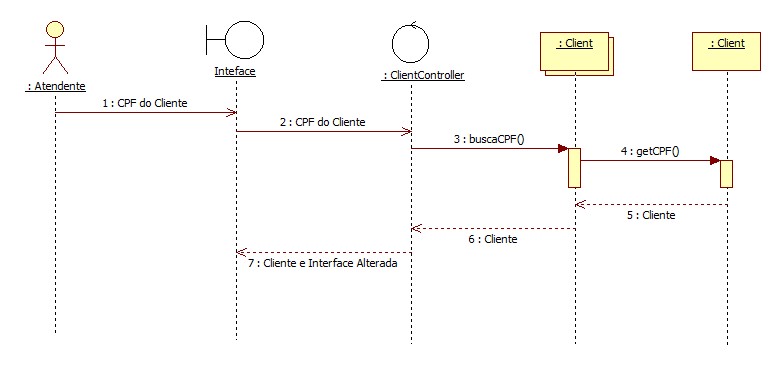 : Client
: Client
Inteface
: ClientController
: Atendente
1 : CPF do Cliente
2 : CPF do Cliente
3 : buscaCPF()
4 : getCPF()
5 : Cliente
6 : Cliente
7 : Cliente e Interface Alterada